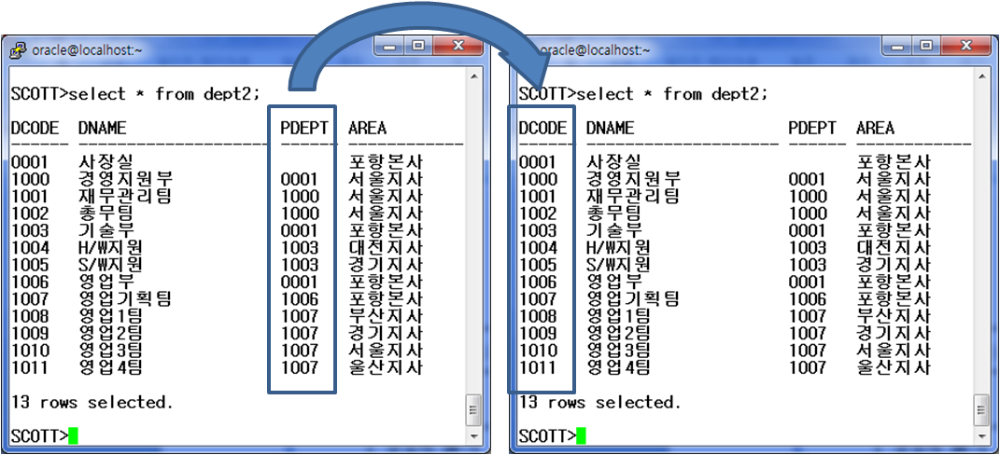 oracle@localhost:~
SCOTT>select * from dept2;
DCODE DNAME PDEPT AREA
0001 사장실 포항본사
1000 경영지원부 0001 서울지사
1001 재무관리팀 1000 서울지사
1002 총무팀 1000 서울지사
1003 기술부 0001 포항본사
1004 H/W지원 1003 대전지사
1005 S/W지원 1003 경기지사
1006 영업부 0001 포항본사
1007 영업기획팀 1006 포항본사
1008 영업1팀 1007 부산지사
1009 영업2팀 1007 경기지사
1010 영업3팀 1007 서울지사
1011 영업4팀 1007 울산지사
13 rows selected.
SCOTT>
oracle@localhost:~
SCOTT>select * from dept2;
DCODE DNAME PDEPT AREA
0001 사장실 포항본사
1000 경영지원부 0001 서울지사
1001 재무관리팀 1000 서울지사
1002 총무팀 1000 서울지사
1003 기술부 0001 포항본사
1004 H/W지원 1003 대전지사
1005 S/W지원 1003 경기지사
1006 영업부 0001 포항본사
1007 영업기획팀 1006 포항본사
1008 영업1팀 1007 부산지사
1009 영업2팀 1007 경기지사
1010 영업3팀 1007 서울지사
1011 영업4팀 1007 울산지사
13 rows selected.
SCOTT>